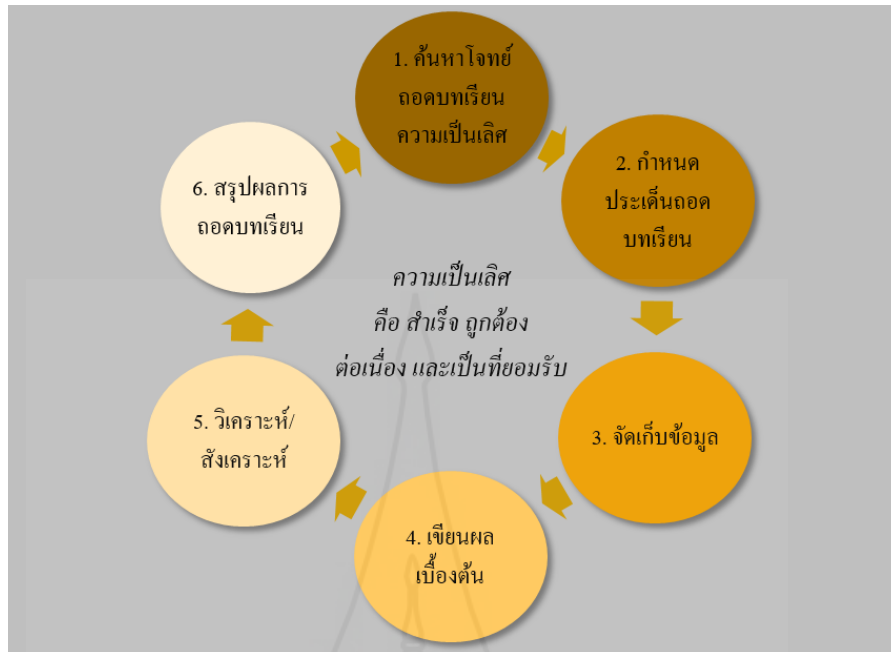 1. ค้นหาโจทย์
ถอดบทเรียน
ความเป็นเลิศ
2. กำหนด
ประเด็นถอด
บทเรียน
3. จัดเก็บข้อมูล
4. เขียนผล
เบื้องต้น
5. วิเคราะห์/
สังเคราะห์
6. สรุปผลการ
ถอดบทเรียน
ความเป็นเลิศ
คือ สำเร็จ ถูกต้อง
ต่อเนื่อง และเป็นที่ยอมรับ